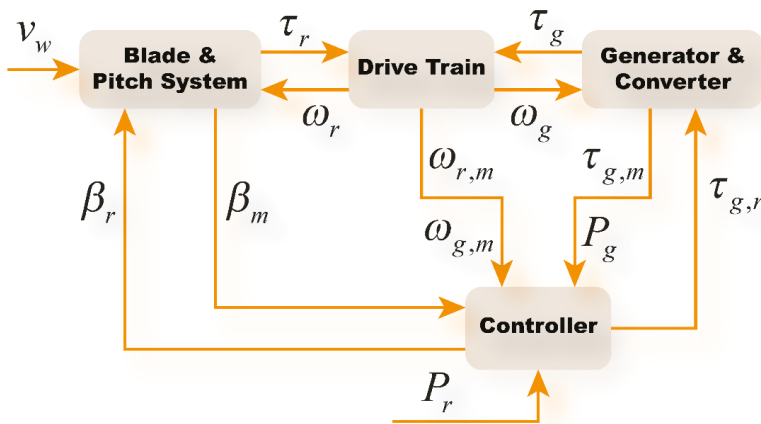 v_w
Blade &
Pitch System
τ_r
Drive Train
τ_g
Generator &
Converter
ω_r
ω_g
β_r
β_m
ω_{r,m}
ω_{g,m}
τ_{g,m}
P_g
τ_{g,r}
Controller
P_r